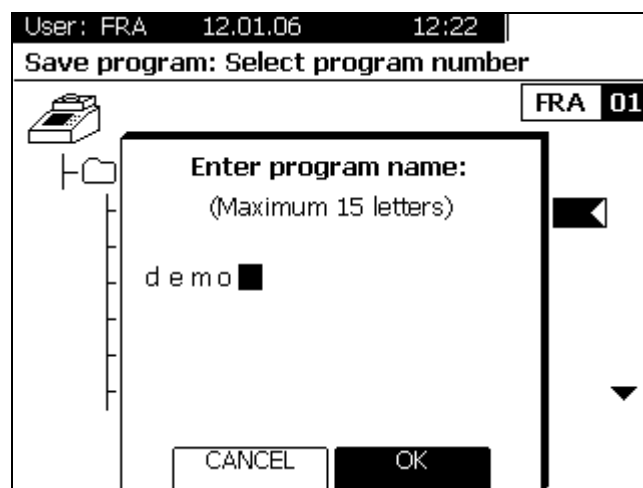 User: FRA 12.01.06 12:22
Save program: Select program number
FRA 01
Enter program name:
(Maximum 15 letters)
demo
CANCEL OK